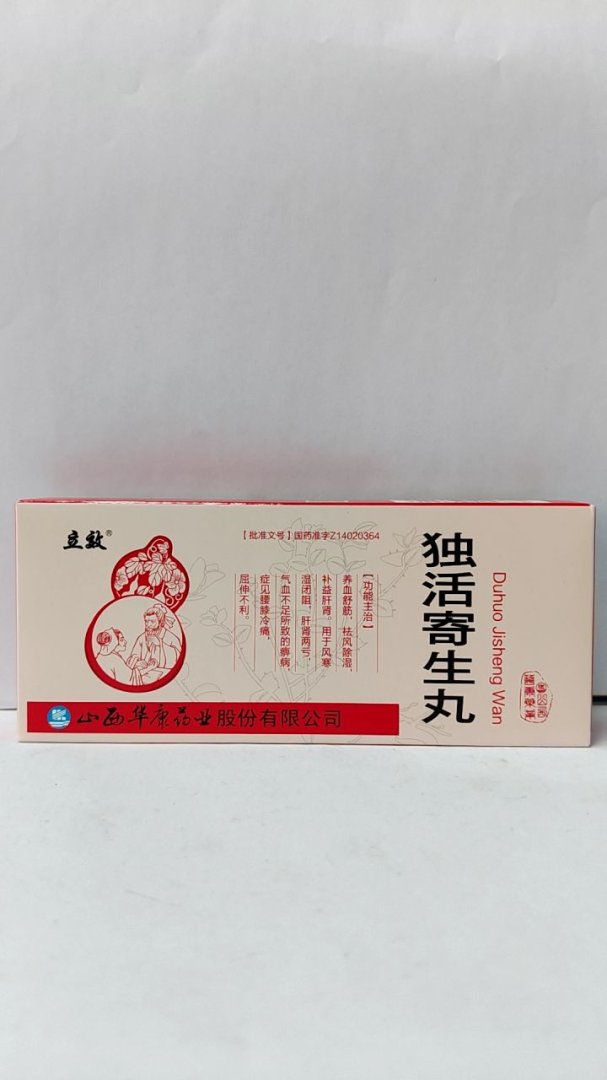 立效®
【批准文号】国药准字Z14020364
独活寄生丸
Duhuo Jisheng Wan
【功能主治】
养血舒筋，祛风除湿，
补益肝肾。用于风寒
湿闭阻，肝肾两亏，
气血不足所致的痹病，
症见腰膝冷痛，
屈伸不利。
山西华康药业股份有限公司